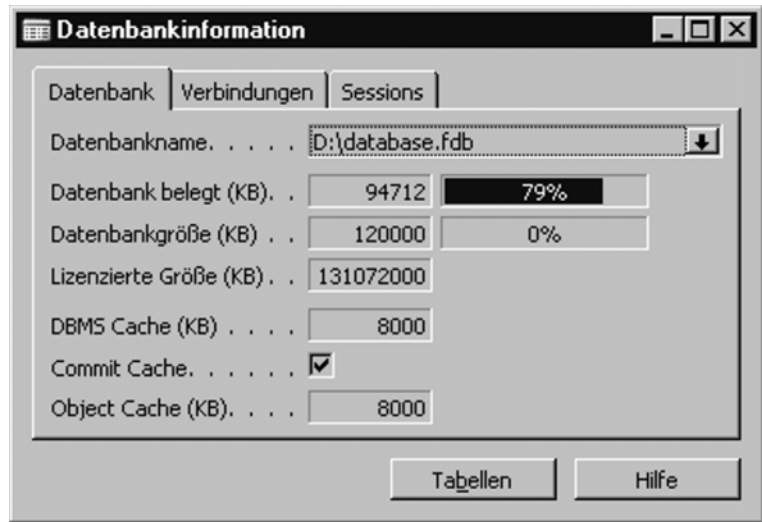 Datenbankinformation
Datenbank Verbindungen Sessions
Datenbankname. . . . . D:\database.fdb
Datenbank belegt (KB). . 94712 79%
Datenbankgröße (KB) . . 120000 0%
Lizenzierte Größe (KB). . 131072000
DBMS Cache (KB) . . . . 8000
Commit Cache. . . . . .
Object Cache (KB). . . . 8000
Tabellen Hilfe